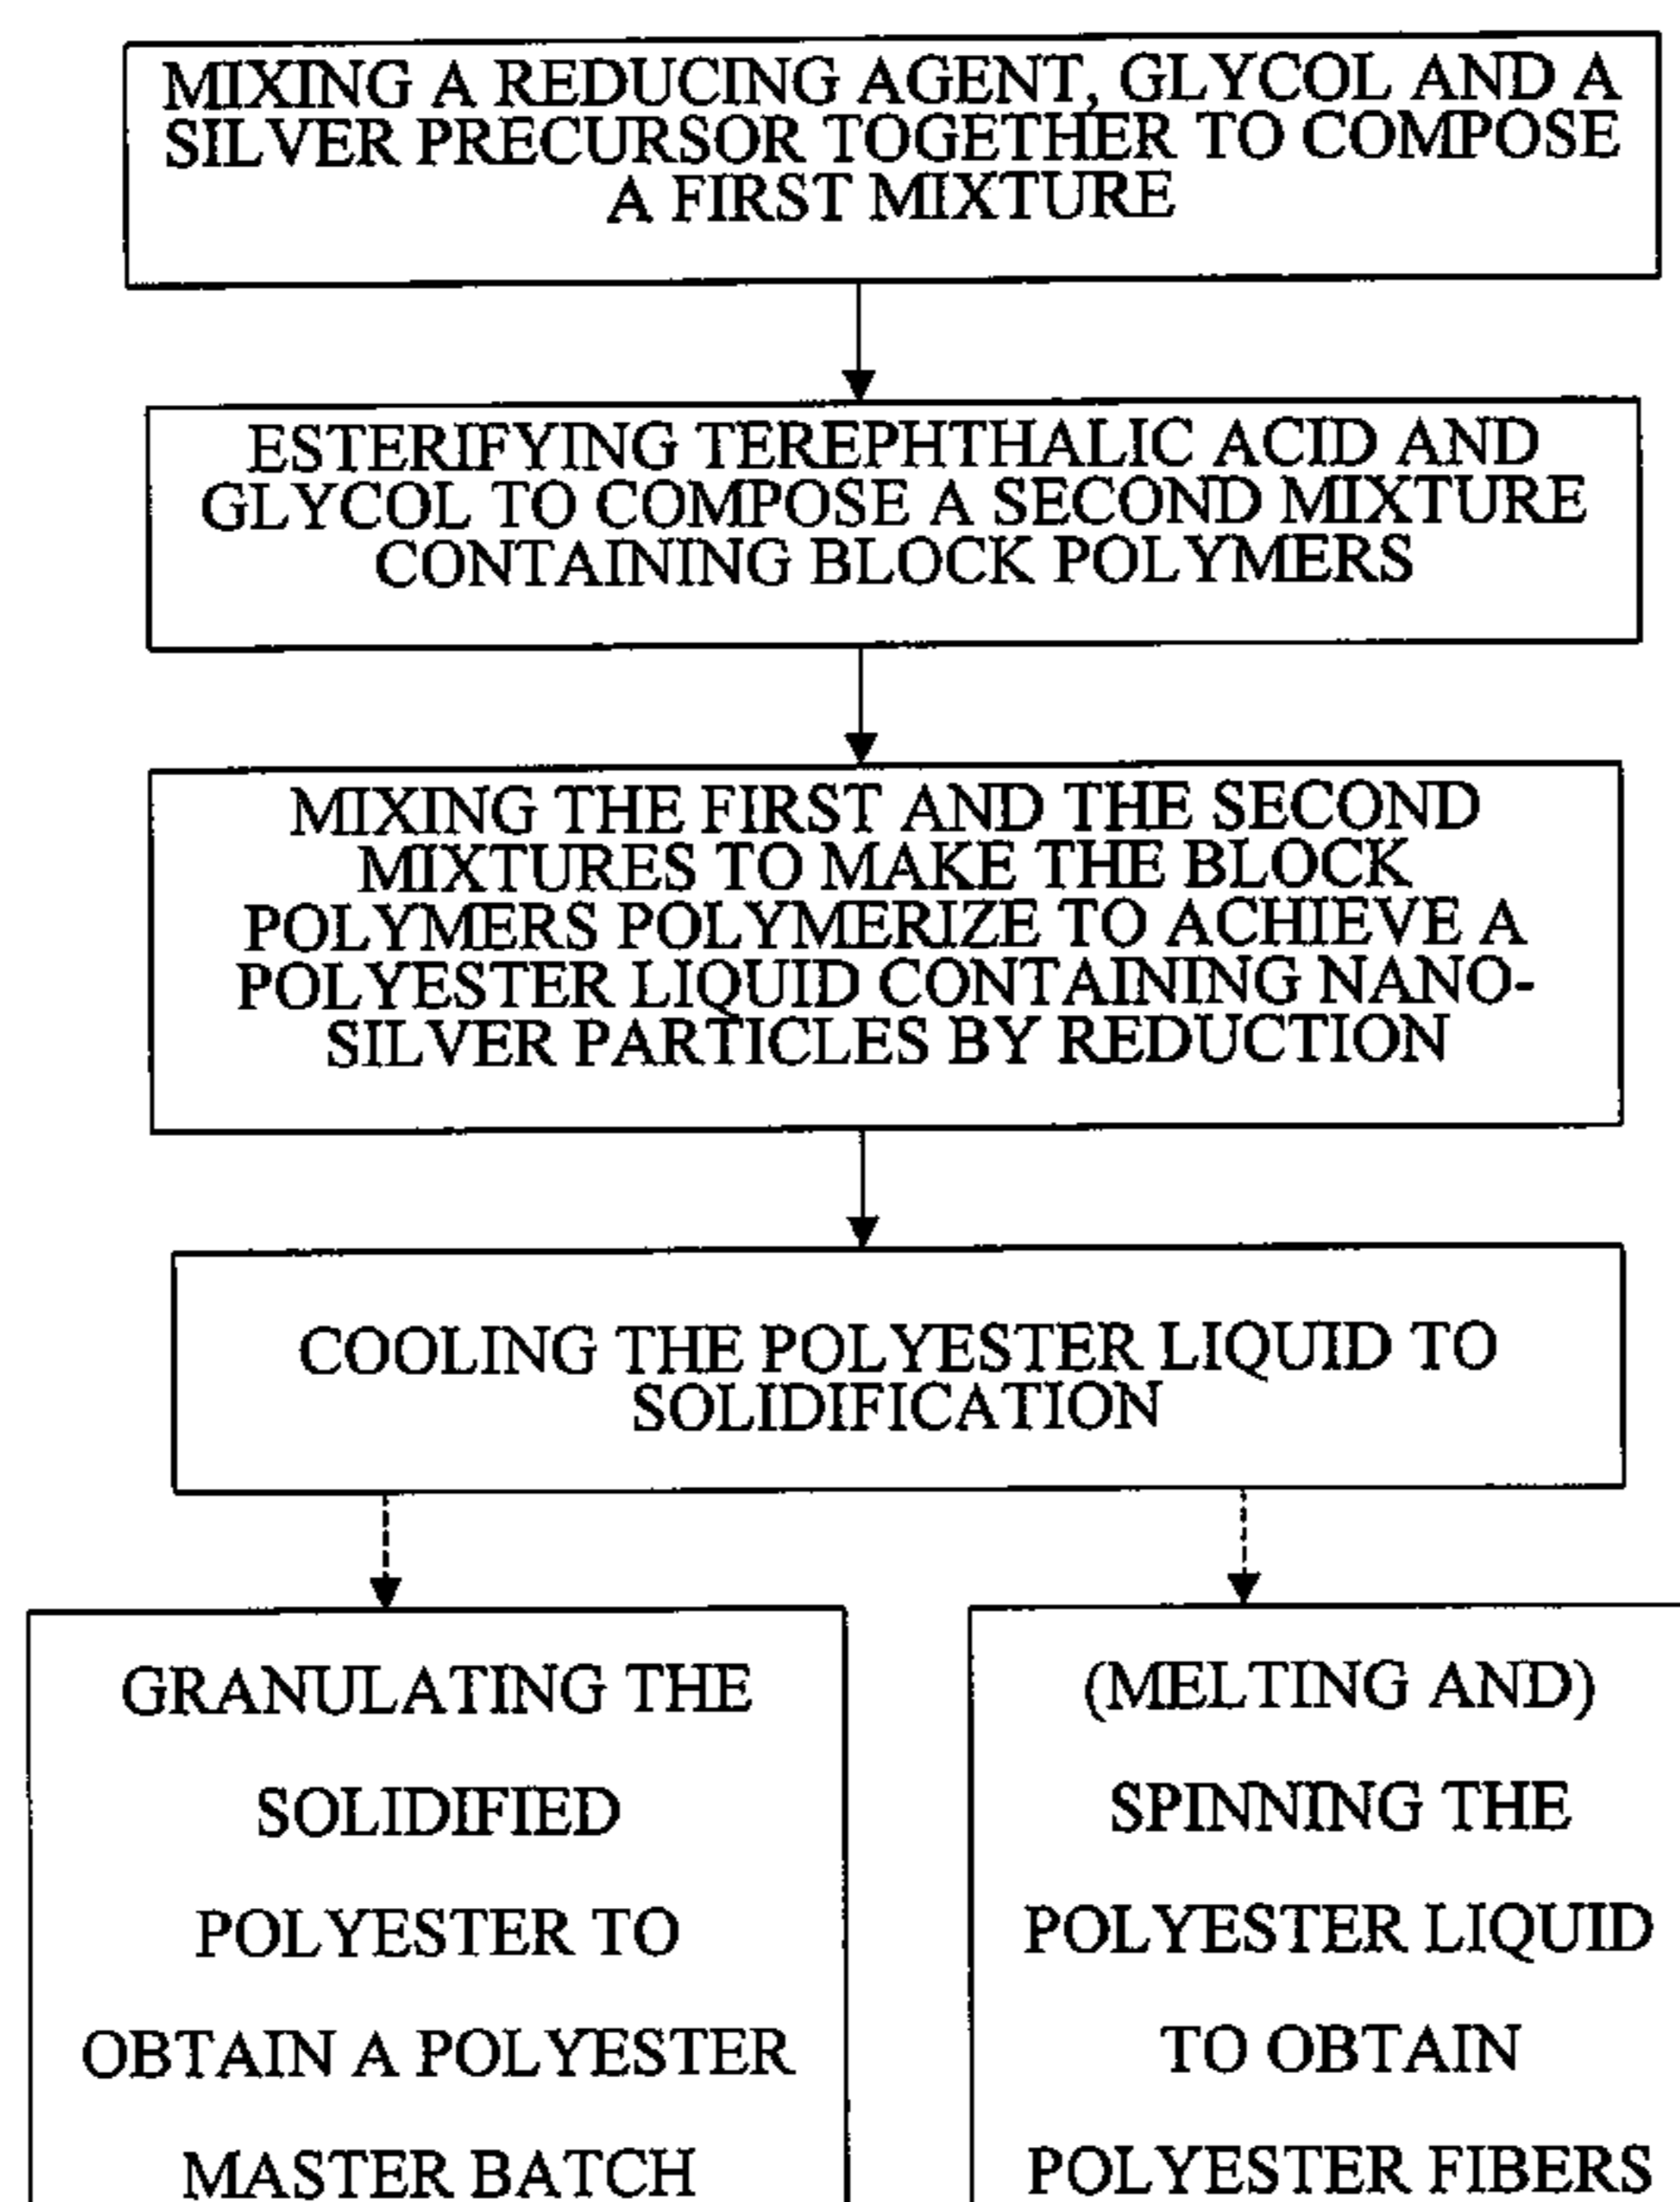 MIXING A REDUCING AGENT, GLYCOL AND A
SILVER PRECURSOR TOGETHER TO COMPOSE
A FIRST MIXTURE
ESTERIFYING TEREPHTHALIC ACID AND
GLYCOL TO COMPOSE A SECOND MIXTURE
CONTAINING BLOCK POLYMERS
MIXING THE FIRST AND THE SECOND
MIXTURES TO MAKE THE BLOCK
POLYMERS POLYMERIZE TO ACHIEVE A
POLYESTER LIQUID CONTAINING NANO-
SILVER PARTICLES BY REDUCTION
COOLING THE POLYESTER LIQUID TO
SOLIDIFICATION
GRANULATING THE
SOLIDIFIED
POLYESTER TO
OBTAIN A POLYESTER
MASTER BATCH
(MELTING AND)
SPINNING THE
POLYESTER LIQUID
TO OBTAIN
POLYESTER FIBERS